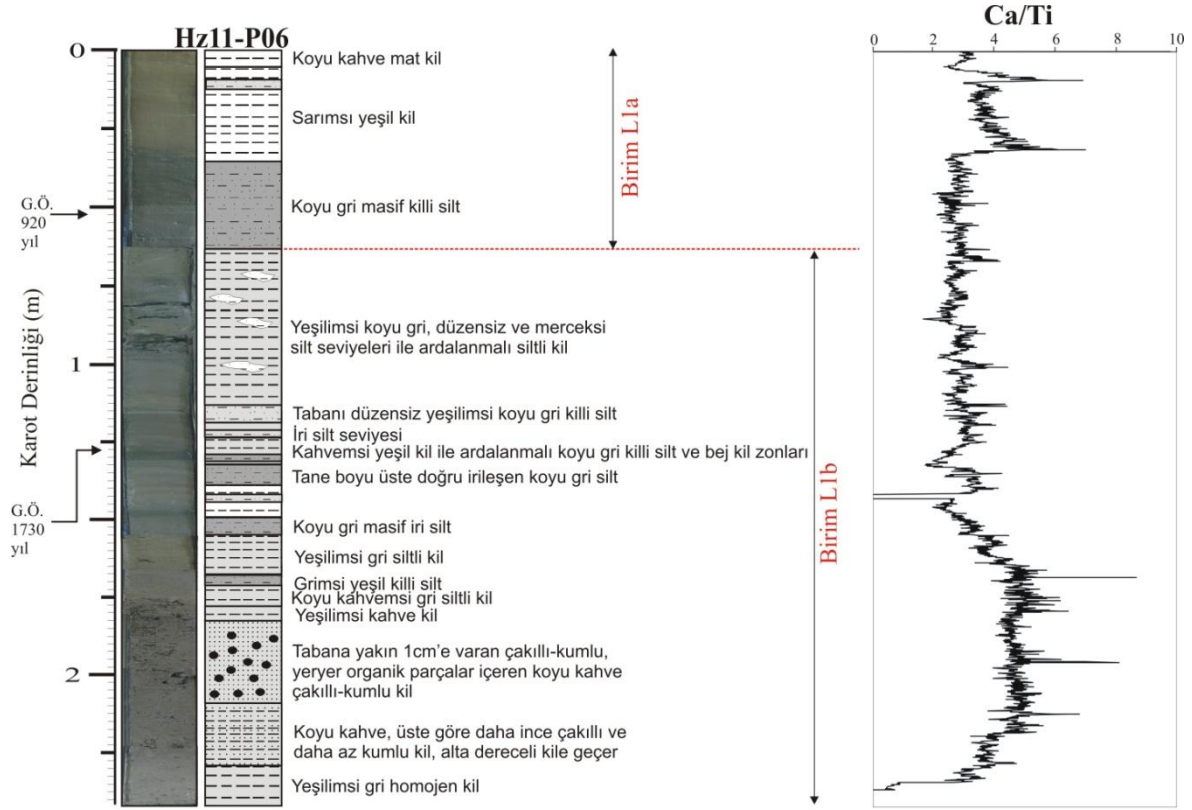 Hz11-P06
Ca/Ti
0
0
2
4
6
8
10
Koyu kahve mat kil
Sarımsı yeşil kil
Birim L1a
Koyu gri masif killi silt
G.Ö.
920
yıl
Karot Derinliği (m)
Yeşilimsi koyu gri, düzensiz ve merceksi
silt seviyeleri ile ardalanmalı siltli kil
1
Tabanı düzensiz yeşilimsi koyu gri killi silt
İri silt seviyesi
Kahvemsi yeşil kil ile ardalanmalı koyu gri killi silt ve bej kil zonları
Tane boyu üste doğru irileşen koyu gri silt
Birim L1b
G.Ö.
1730
yıl
Koyu gri masif iri silt
Yeşilimsi gri siltli kil
Grimsi yeşil killi silt
Koyu kahvemsi gri siltli kil
Yeşilimsi kahve kil
Tabana yakın 1cm'e varan çakıllı-kumlu,
yeryer organik parçalar içeren koyu kahve
çakıllı-kumlu kil
2
Koyu kahve, üste göre daha ince çakıllı ve
daha az kumlu kil, alta dereceli kile geçer
Yeşilimsi gri homojen kil